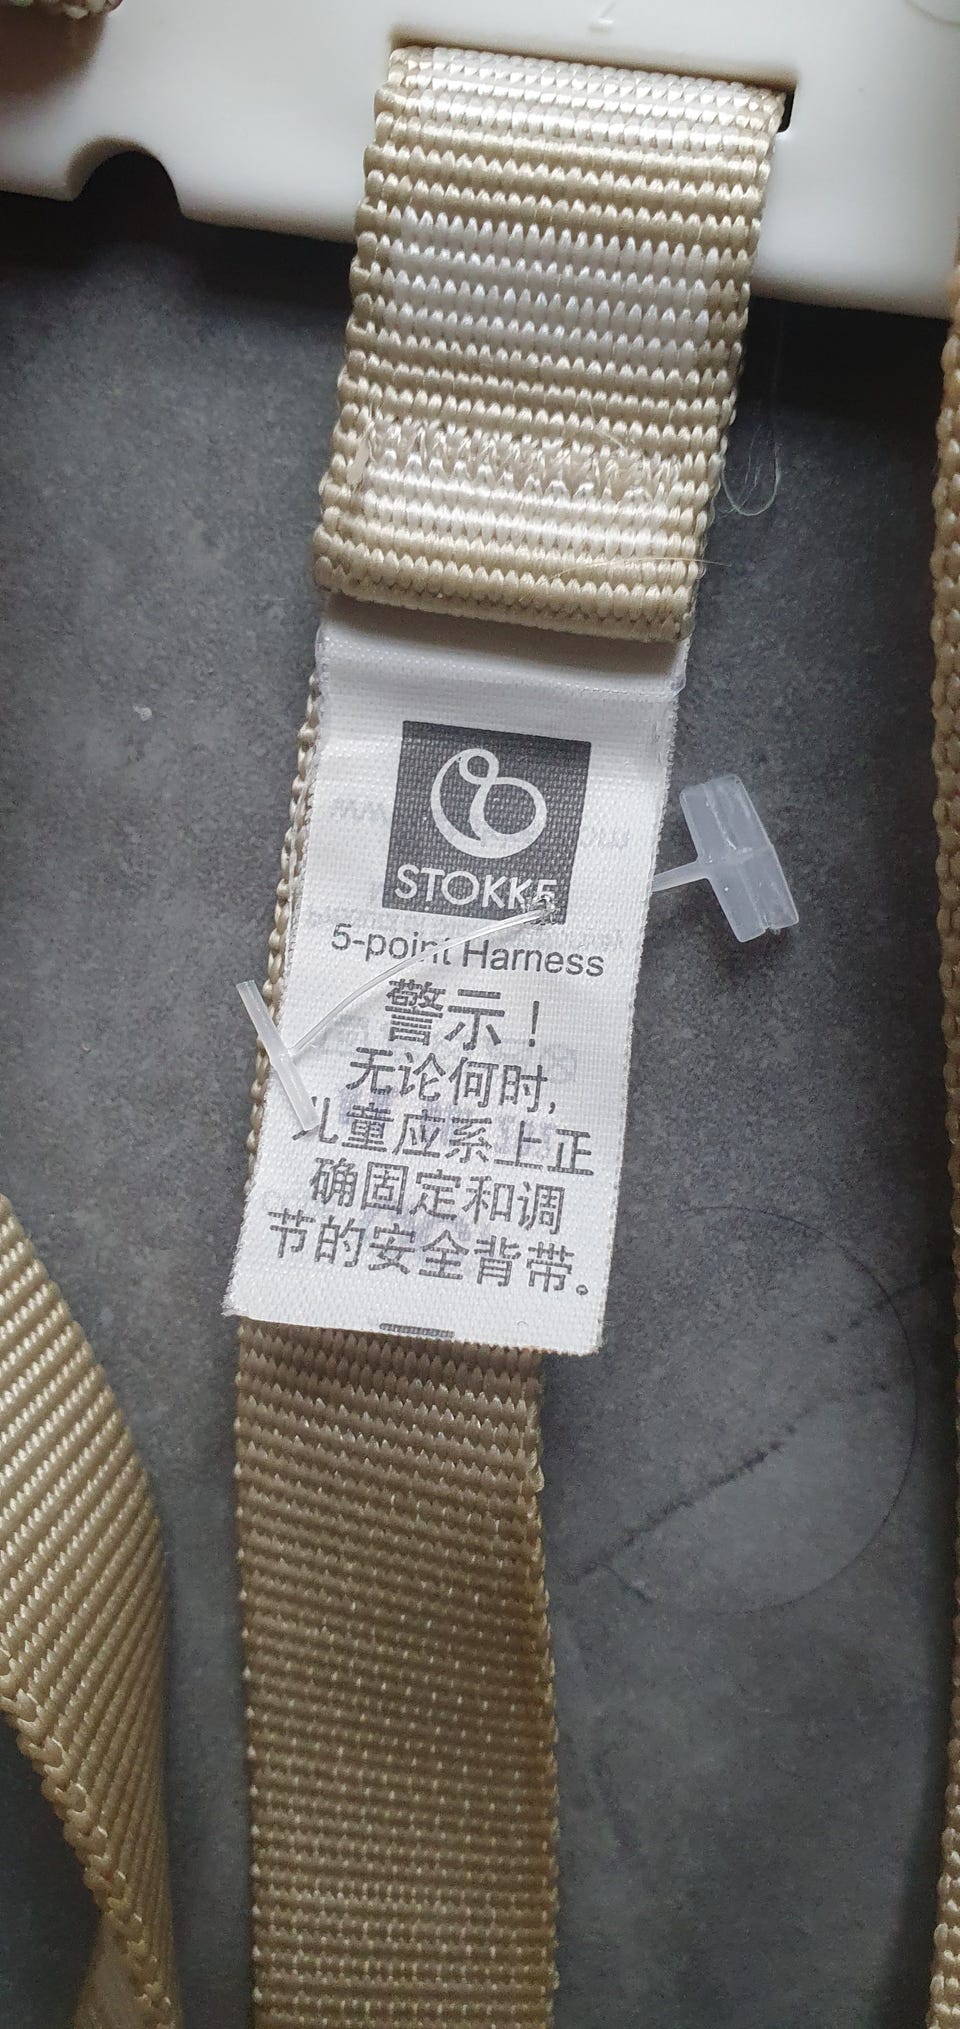 STOKKE
5-point Harness
警示！
无论何时,
儿童应系上正
确固定和调
节的安全背带。